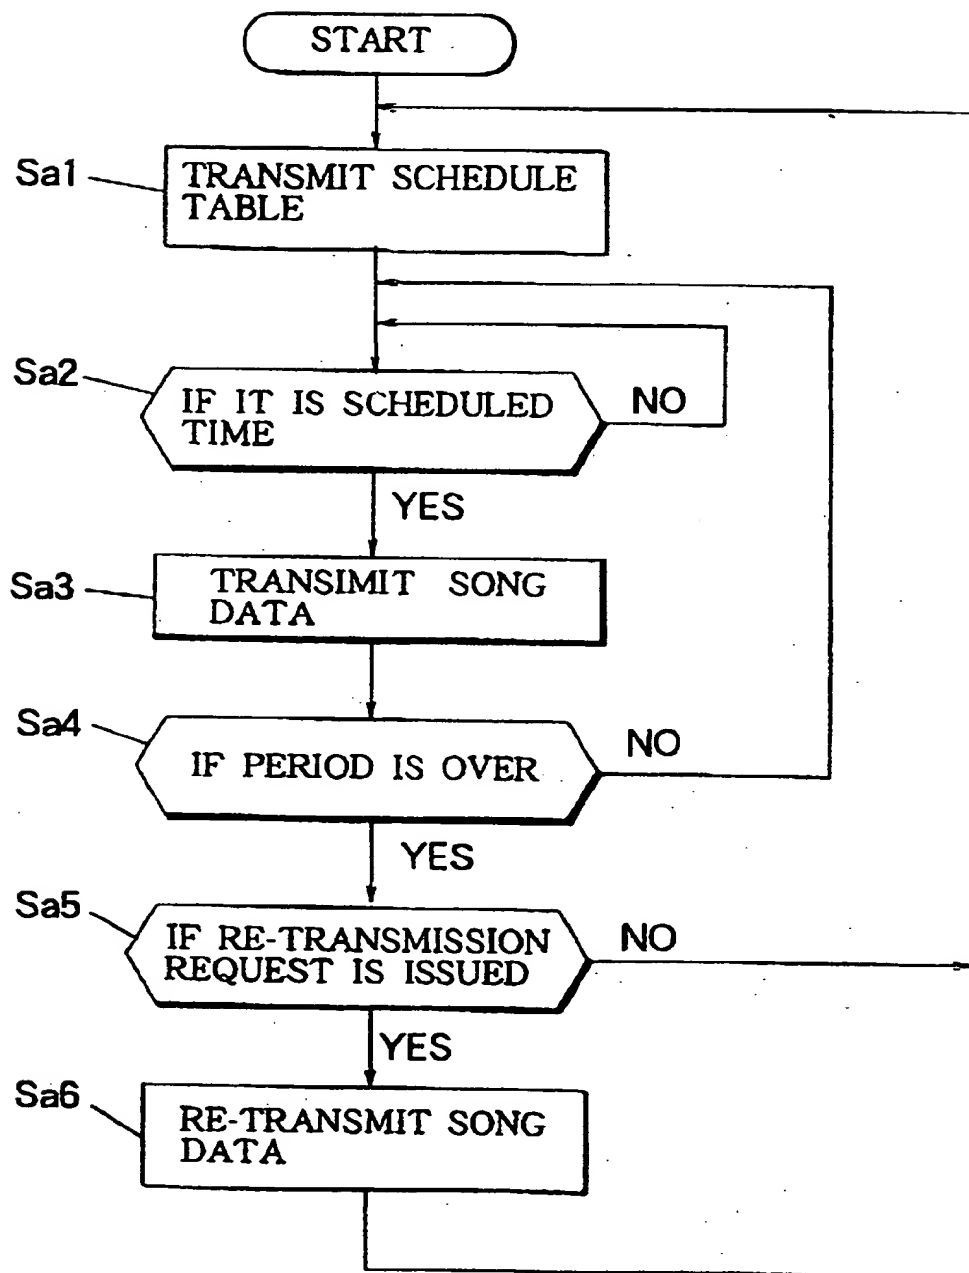 START
Sa1
TRANSMIT SCHEDULE
TABLE
Sa2
IF IT IS SCHEDULED
TIME
NO
YES
Sa3
TRANSIMIT SONG
DATA
Sa4
IF PERIOD IS OVER
NO
YES
Sa5
IF RE-TRANSMISSION
REQUEST IS ISSUED
NO
YES
Sa6
RE-TRANSMIT SONG
DATA